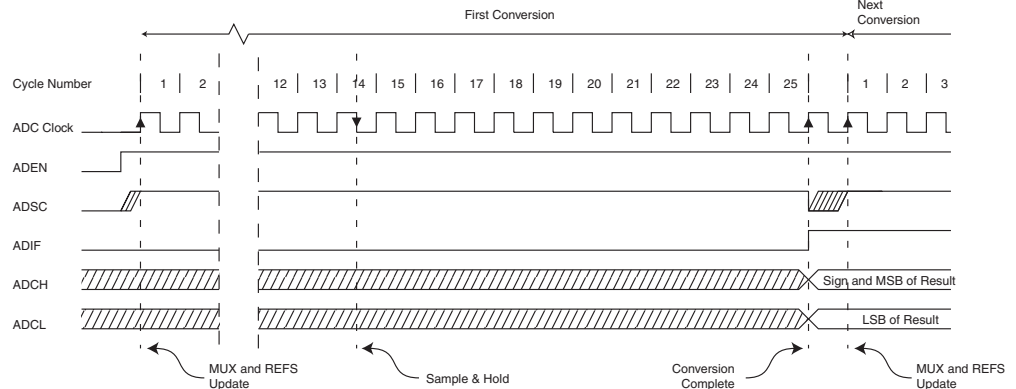 First Conversion
Next
Conversion
Cycle Number 1 2 12 13 14 15 16 17 18 19 20 21 22 23 24 25 1 2 3
ADC Clock
ADEN
ADSC
ADIF
ADCH Sign and MSB of Result
ADCL LSB of Result
MUX and REFS
Update
Sample & Hold
Conversion
Complete
MUX and REFS
Update